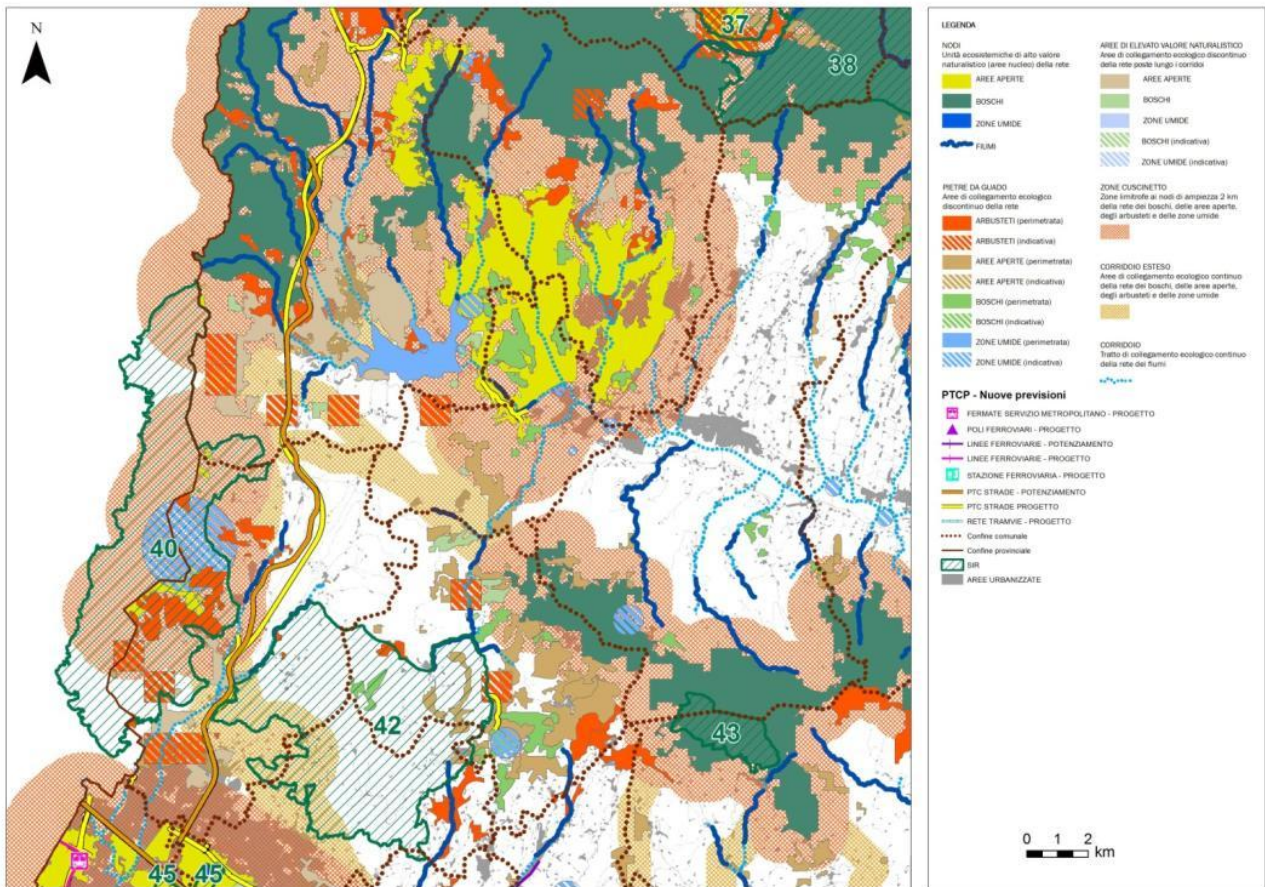 N
37
38
40
42
43
45
45
LEGENDA
NODI
Unità ecosistemiche di alto valore
naturalistico (aree nucleo) della rete
AREE APERTE
BOSCHI
ZONE UMIDE
FIUMI
PIETRE DA GUADO
Aree di collegamento ecologico
discontinuo della rete
ARBUSTETI (perimetrata)
ARBUSTETI (indicativa)
AREE APERTE (perimetrata)
AREE APERTE (indicativa)
BOSCHI (perimetrata)
BOSCHI (indicativa)
ZONE UMIDE (perimetrata)
ZONE UMIDE (indicativa)
AREE DI ELEVATO VALORE NATURALISTICO
Aree di collegamento ecologico discontinuo
della rete poste lungo i corridoi
AREE APERTE
BOSCHI
ZONE UMIDE
BOSCHI (indicativa)
ZONE UMIDE (indicativa)
ZONE CUSCINETTO
Zone limitrofe ai nodi di ampiezza 2 km
della rete dei boschi, delle aree aperte,
degli arbusteti e delle zone umide
CORRIDOIO ESTESO
Aree di collegamento ecologico continuo
della rete dei boschi, delle aree aperte,
degli arbusteti e delle zone umide
CORRIDOIO
Tratto di collegamento ecologico continuo
della rete dei fiumi
PTCP - Nuove previsioni
FERMATE SERVIZIO METROPOLITANO - PROGETTO
POLI FERROVIARI - PROGETTO
LINEE FERROVIARIE - POTENZIAMENTO
LINEE FERROVIARIE - PROGETTO
STAZIONE FERROVIARIA - PROGETTO
PTC STRADE - POTENZIAMENTO
PTC STRADE PROGETTO
RETE TRAMVIE - PROGETTO
Confine comunale
Confine provinciale
SIR
AREE URBANIZZATE
0 1 2
km